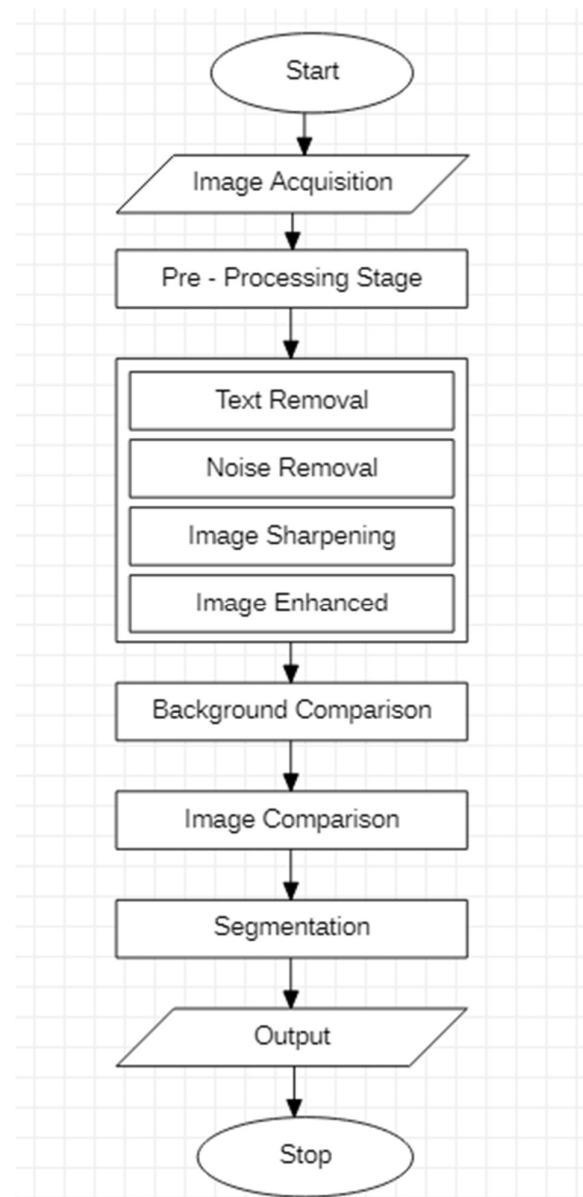 Start
Image Acquisition
Pre - Processing Stage
Text Removal
Noise Removal
Image Sharpening
Image Enhanced
Background Comparison
Image Comparison
Segmentation
Output
Stop